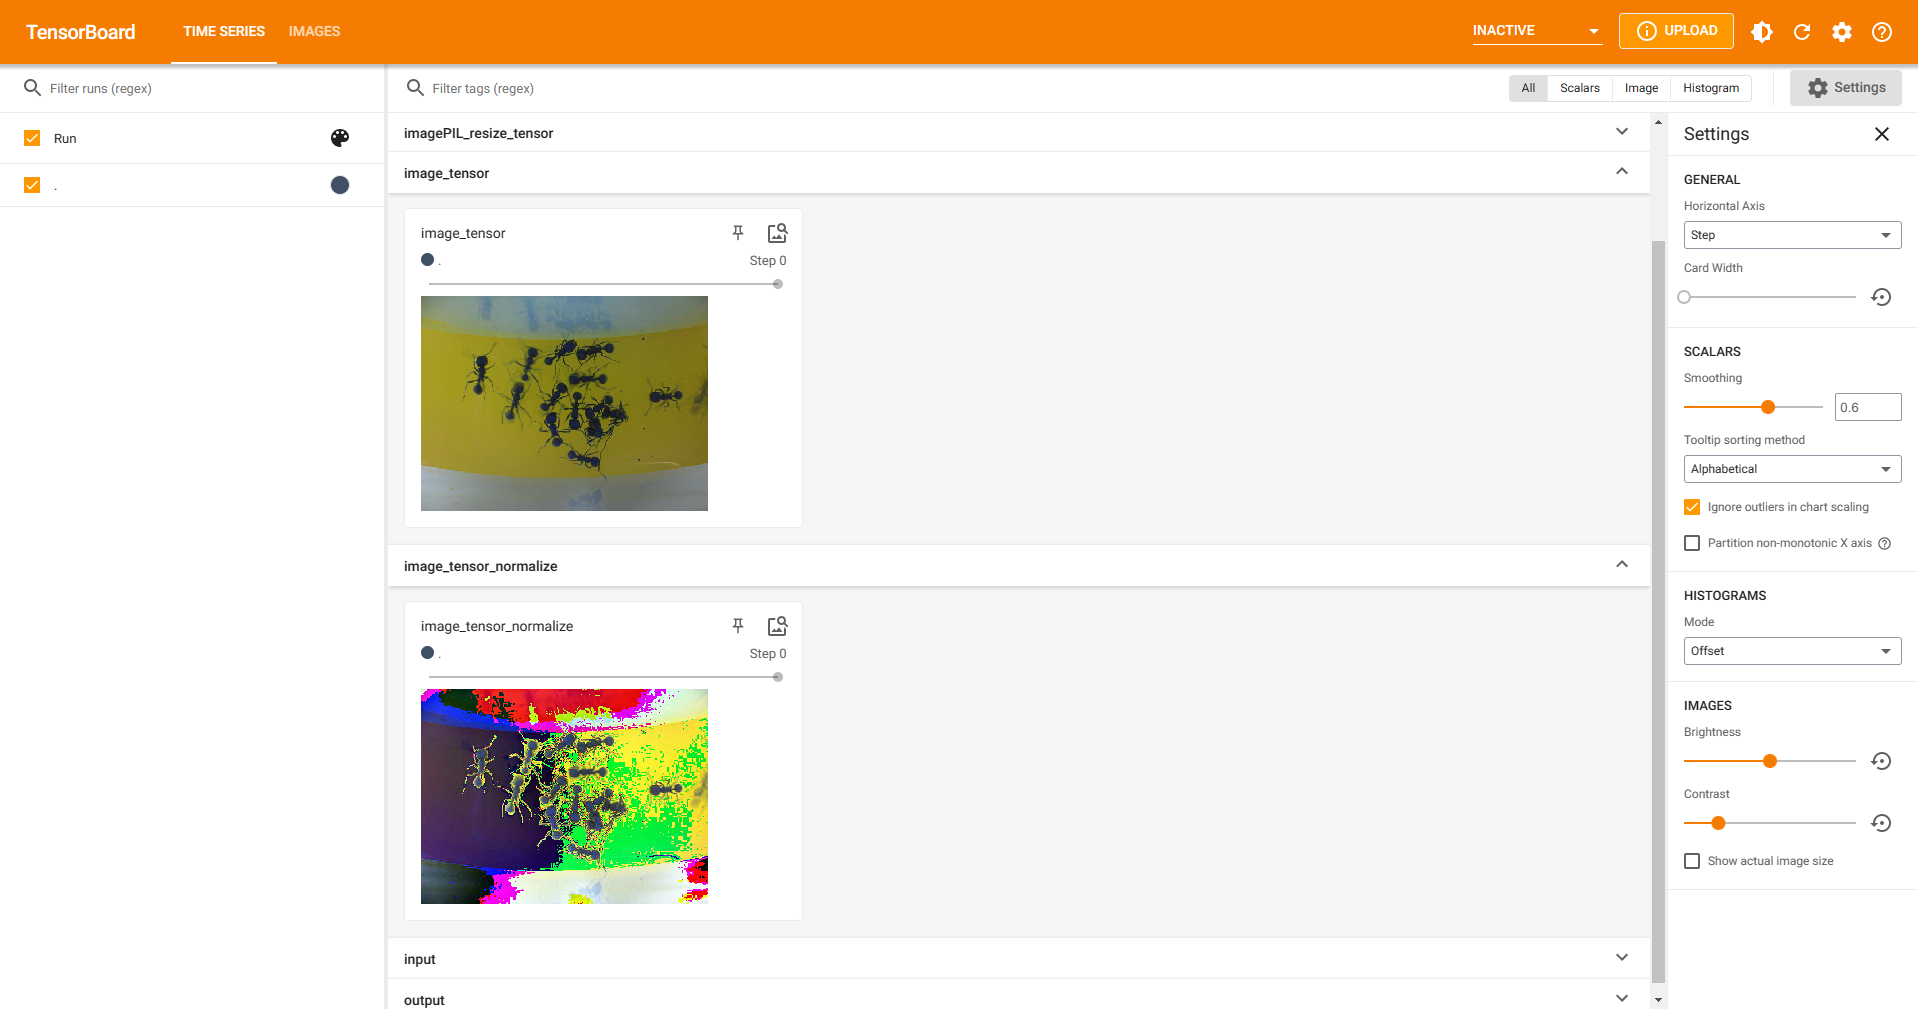 TensorBoard
TIME SERIES
IMAGES
INACTIVE
UPLOAD
Filter runs (regex)
Filter tags (regex)
All
Scalars
Image
Histogram
Settings
Run
.
imagePIL_resize_tensor
image_tensor
image_tensor
.
Step 0
image_tensor_normalize
image_tensor_normalize
.
Step 0
input
output
Settings
GENERAL
Horizontal Axis
Step
Card Width
SCALARS
Smoothing
0.6
Tooltip sorting method
Alphabetical
Ignore outliers in chart scaling
Partition non-monotonic X axis
HISTOGRAMS
Mode
Offset
IMAGES
Brightness
Contrast
Show actual image size